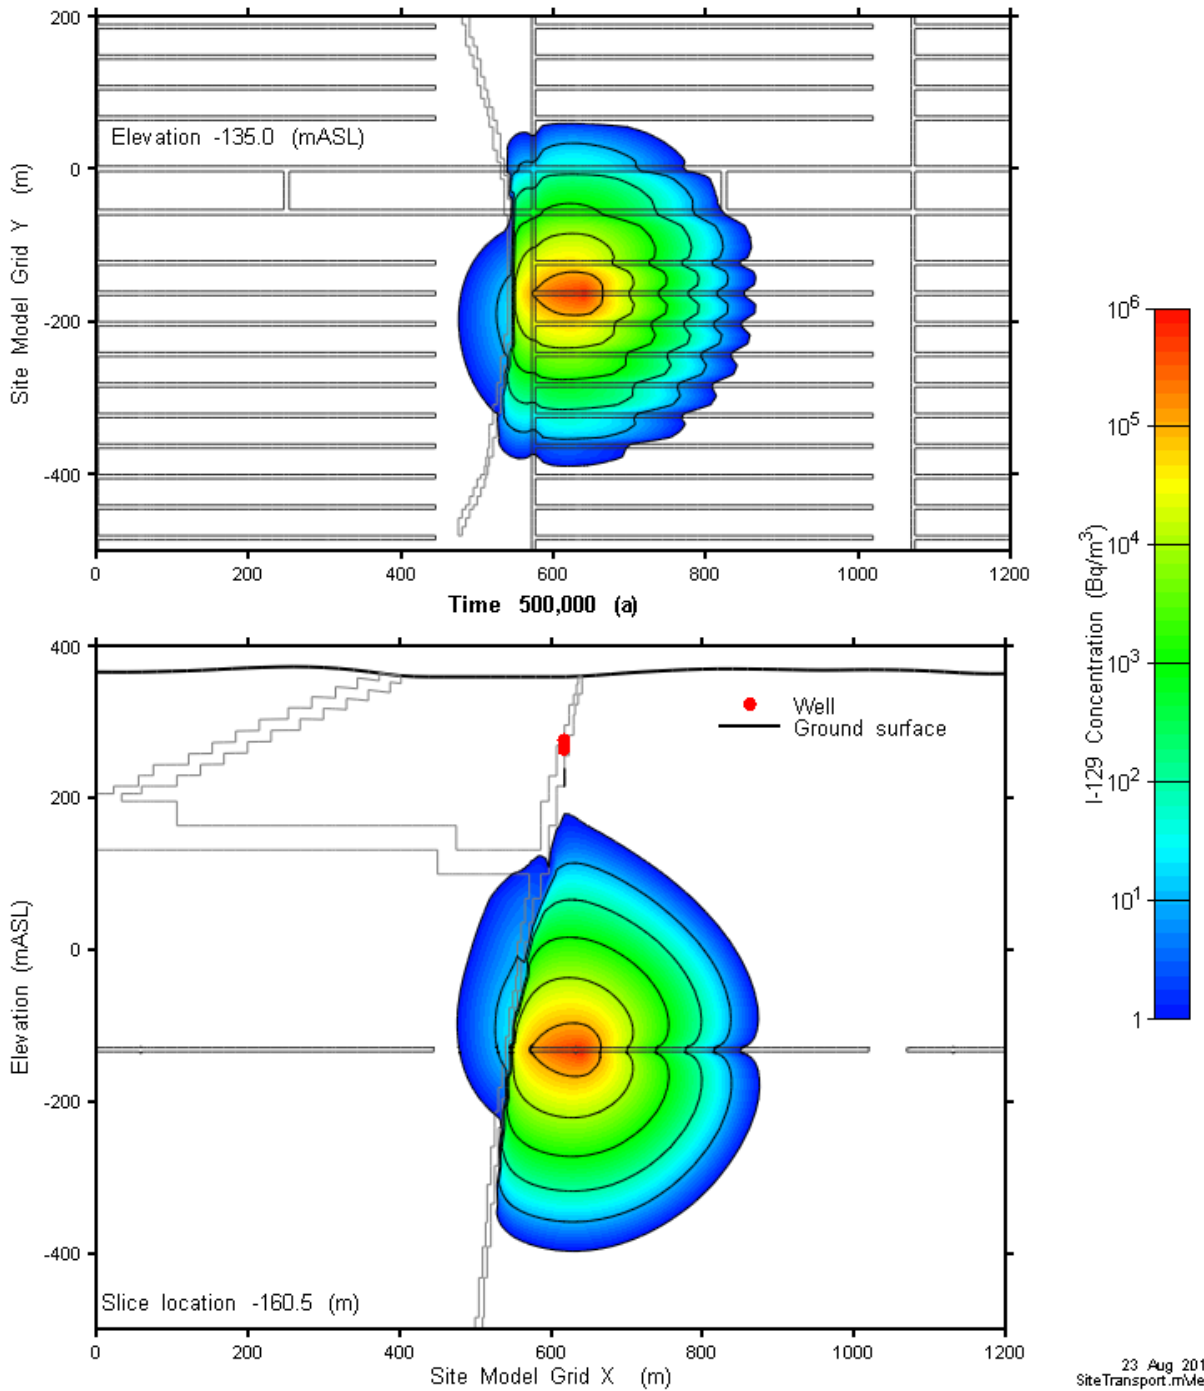 200
0
-200
-400
Site Model Grid Y (m)
Elevation -135.0 (mASL)
0 200 400 600 800 1000 1200
Time 500,000 (a)
400
200
0
-200
-400
Elevation (mASL)
Well
Ground surface
Slice location -160.5 (m)
0 200 400 600 800 1000 1200
Site Model Grid X (m)
10⁶
10⁵
10⁴
10³
10²
10¹
1
I-129 Concentration (Bq/m³)
23 Aug 201